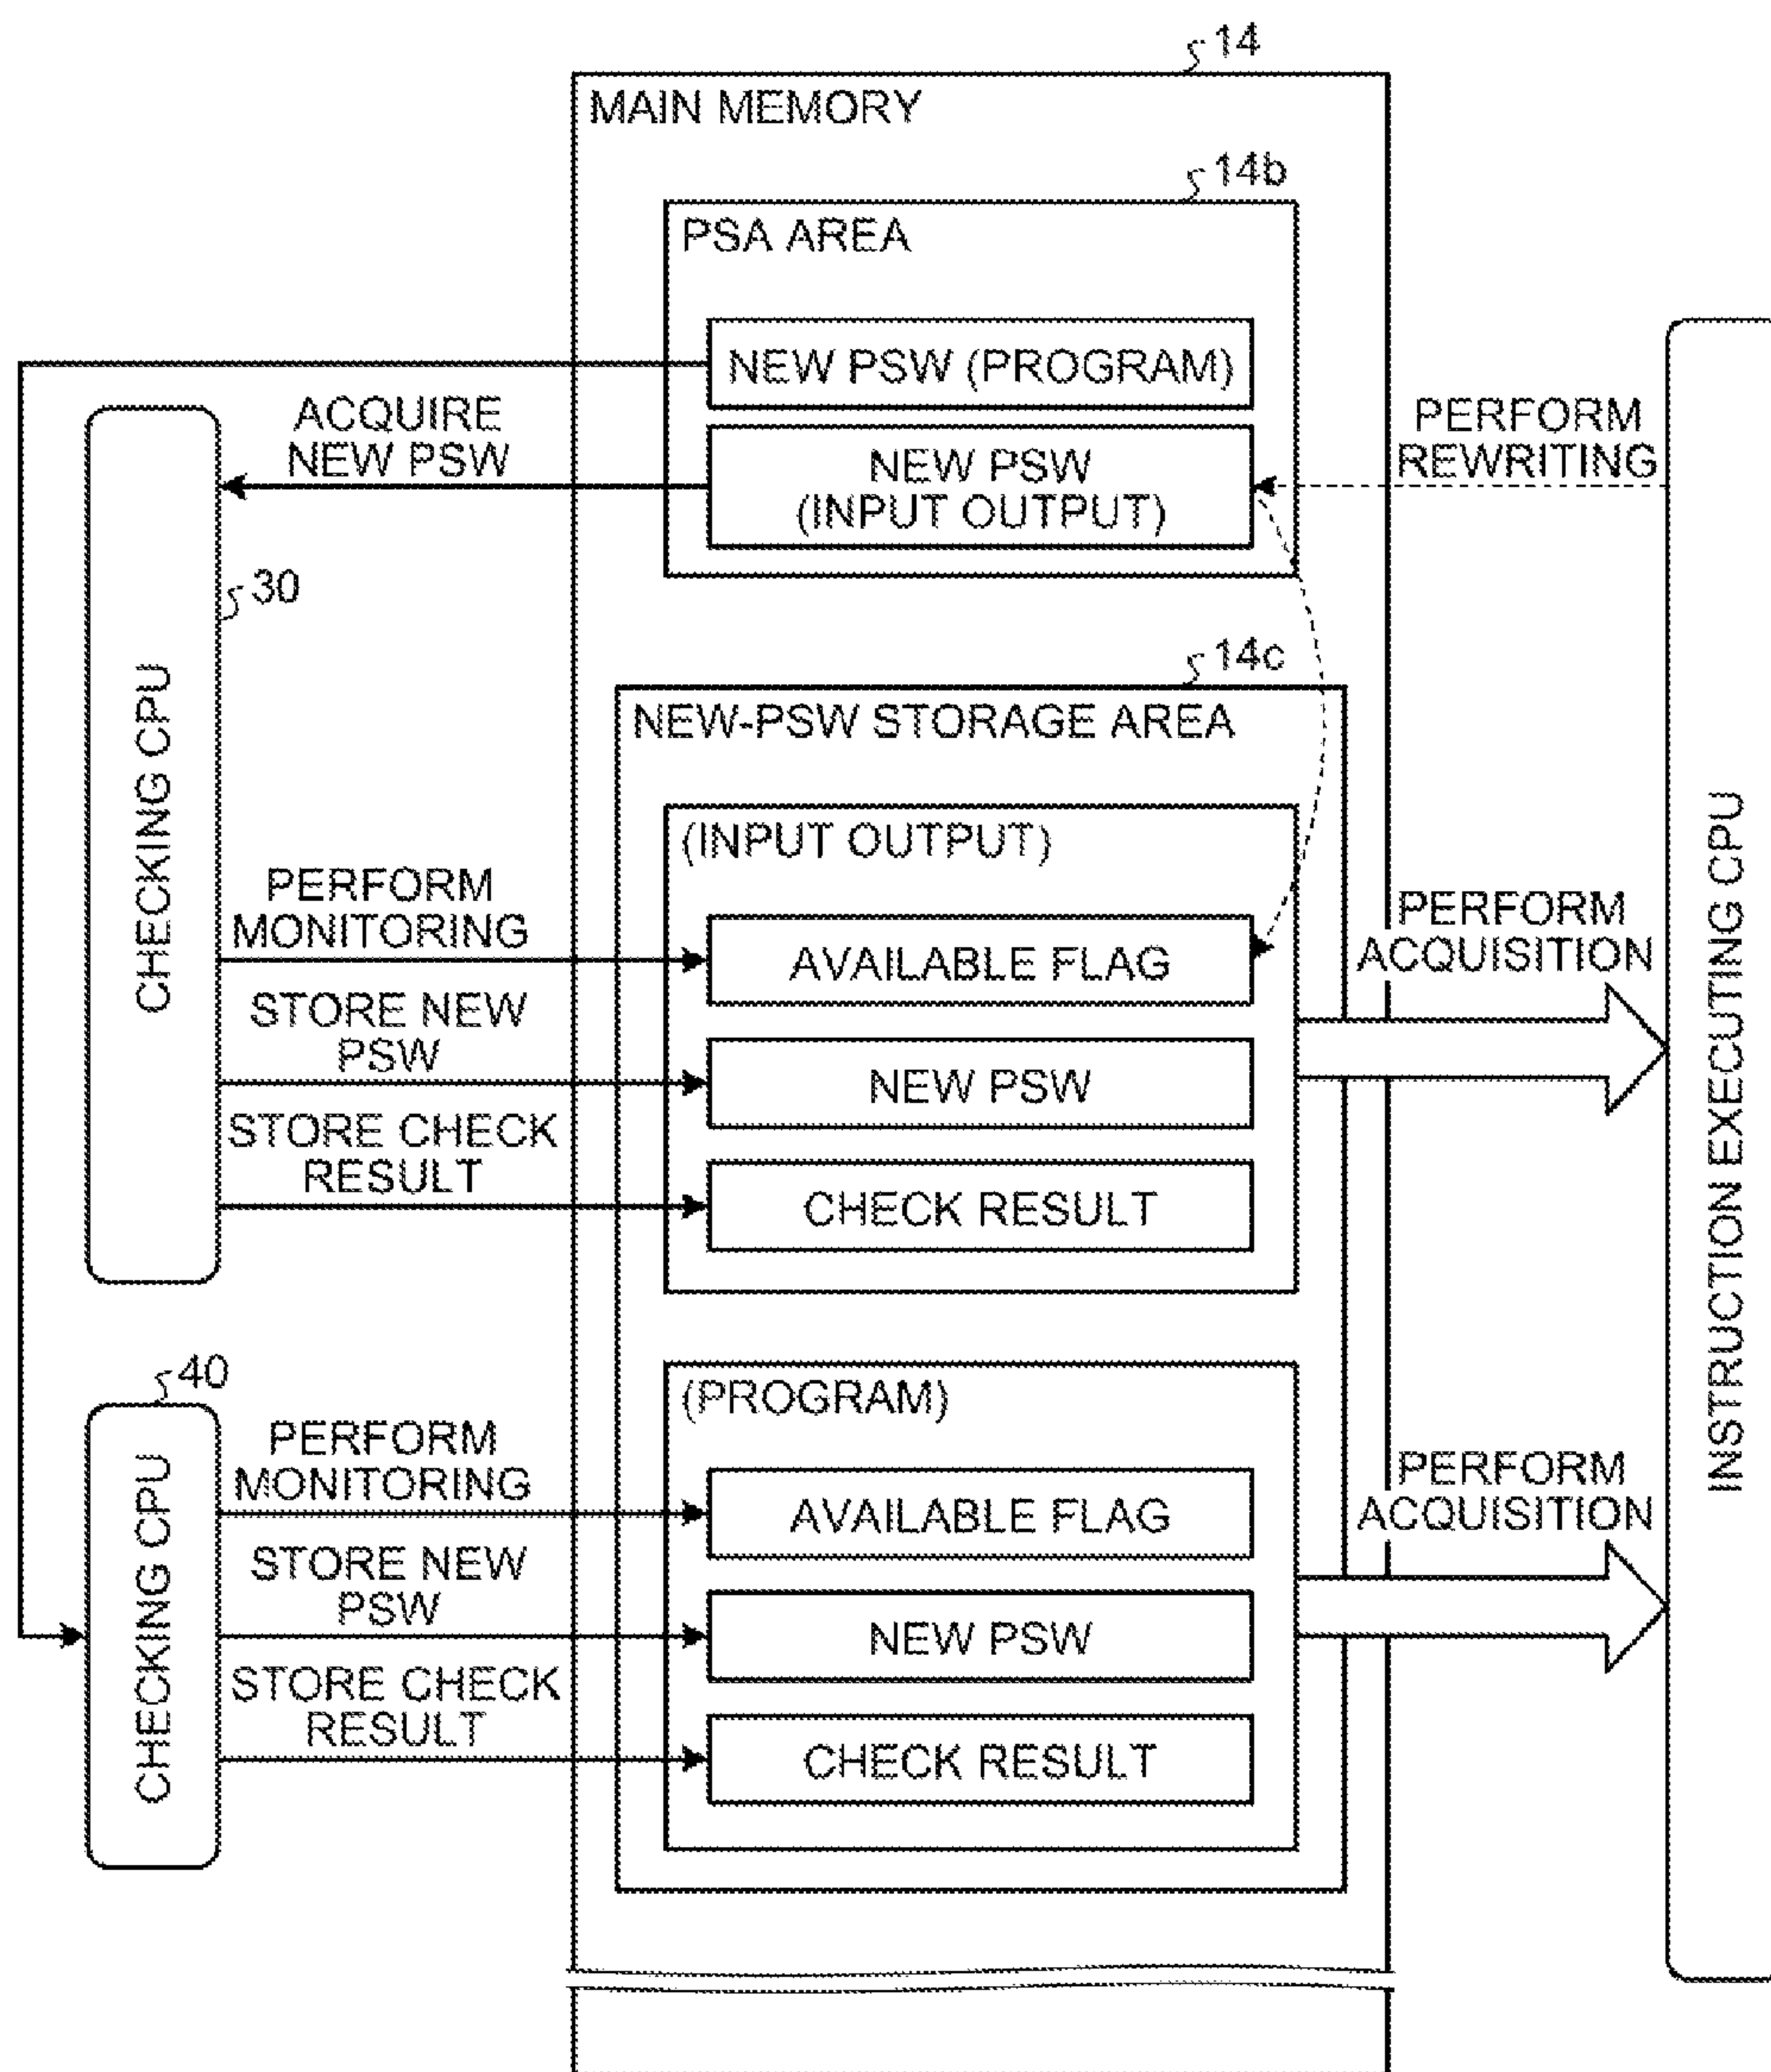 14
MAIN MEMORY
14b
PSA AREA
NEW PSW (PROGRAM)
ACQUIRE
NEW PSW
NEW PSW
(INPUT OUTPUT)
PERFORM
REWRITING
30
CHECKING CPU
14c
NEW-PSW STORAGE AREA
(INPUT OUTPUT)
PERFORM
MONITORING
AVAILABLE FLAG
STORE NEW
PSW
NEW PSW
STORE CHECK
RESULT
CHECK RESULT
PERFORM
ACQUISITION
INSTRUCTION EXECUTING CPU
40
CHECKING CPU
(PROGRAM)
PERFORM
MONITORING
AVAILABLE FLAG
STORE NEW
PSW
NEW PSW
STORE CHECK
RESULT
CHECK RESULT
PERFORM
ACQUISITION